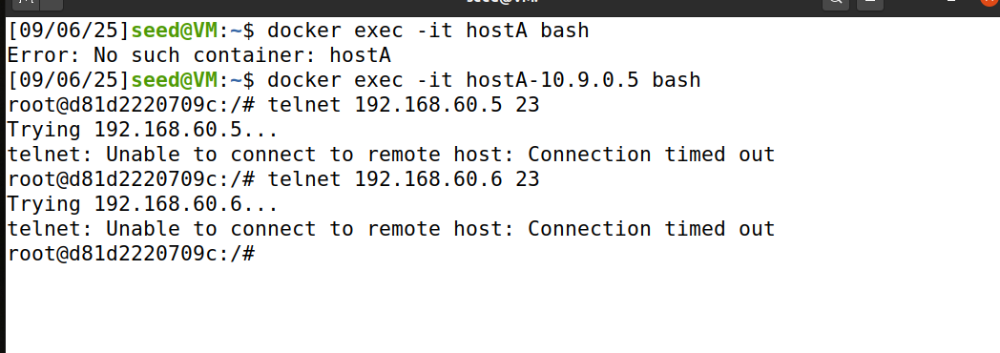 [09/06/25]seed@VM:~$ docker exec -it hostA bash
Error: No such container: hostA
[09/06/25]seed@VM:~$ docker exec -it hostA-10.9.0.5 bash
root@d81d2220709c:/# telnet 192.168.60.5 23
Trying 192.168.60.5...
telnet: Unable to connect to remote host: Connection timed out
root@d81d2220709c:/# telnet 192.168.60.6 23
Trying 192.168.60.6...
telnet: Unable to connect to remote host: Connection timed out
root@d81d2220709c:/#